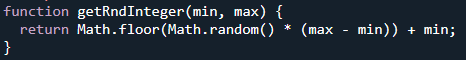 function getRndInteger(min, max) {
  return Math.floor(Math.random() * (max - min)) + min;
}